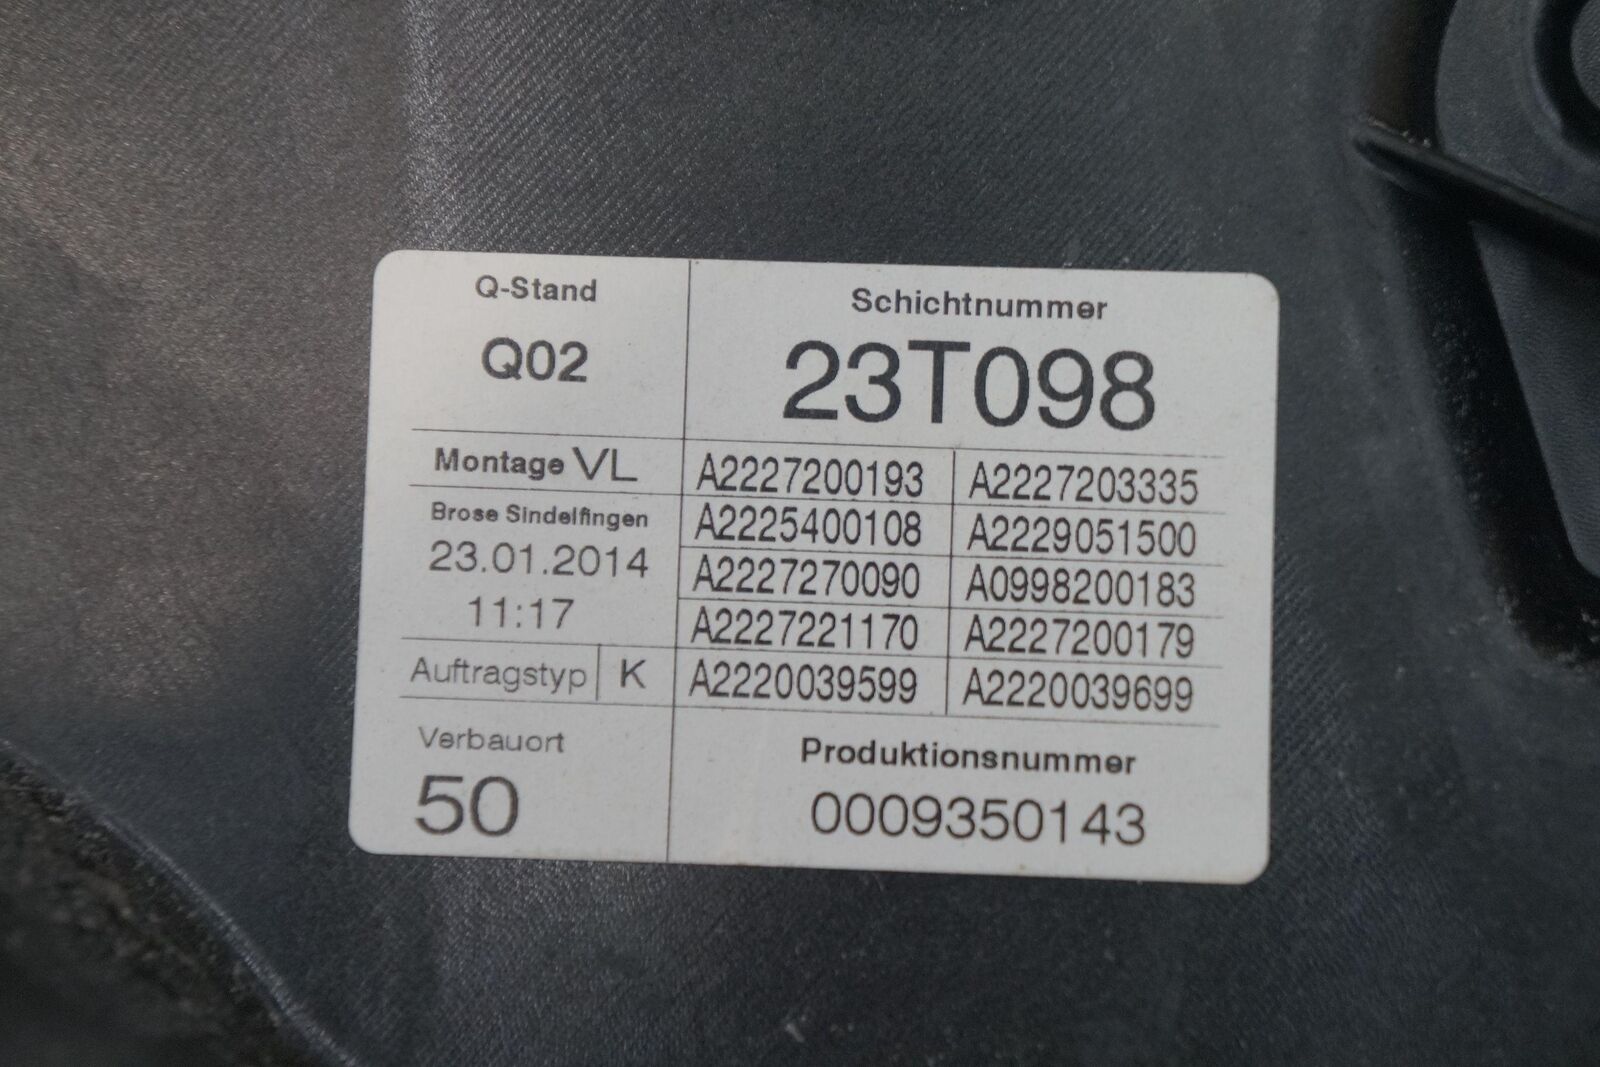 Q-Stand
Q02
Schichtnummer
23T098
Montage VL
Brose Sindelfingen
23.01.2014
11:17
Auftragstyp K
Verbauort
50
A2227200193 A2227203335
A2225400108 A2229051500
A2227270090 A0998200183
A2227221170 A2227200179
A2220039599 A2220039699
Produktionsnummer
0009350143